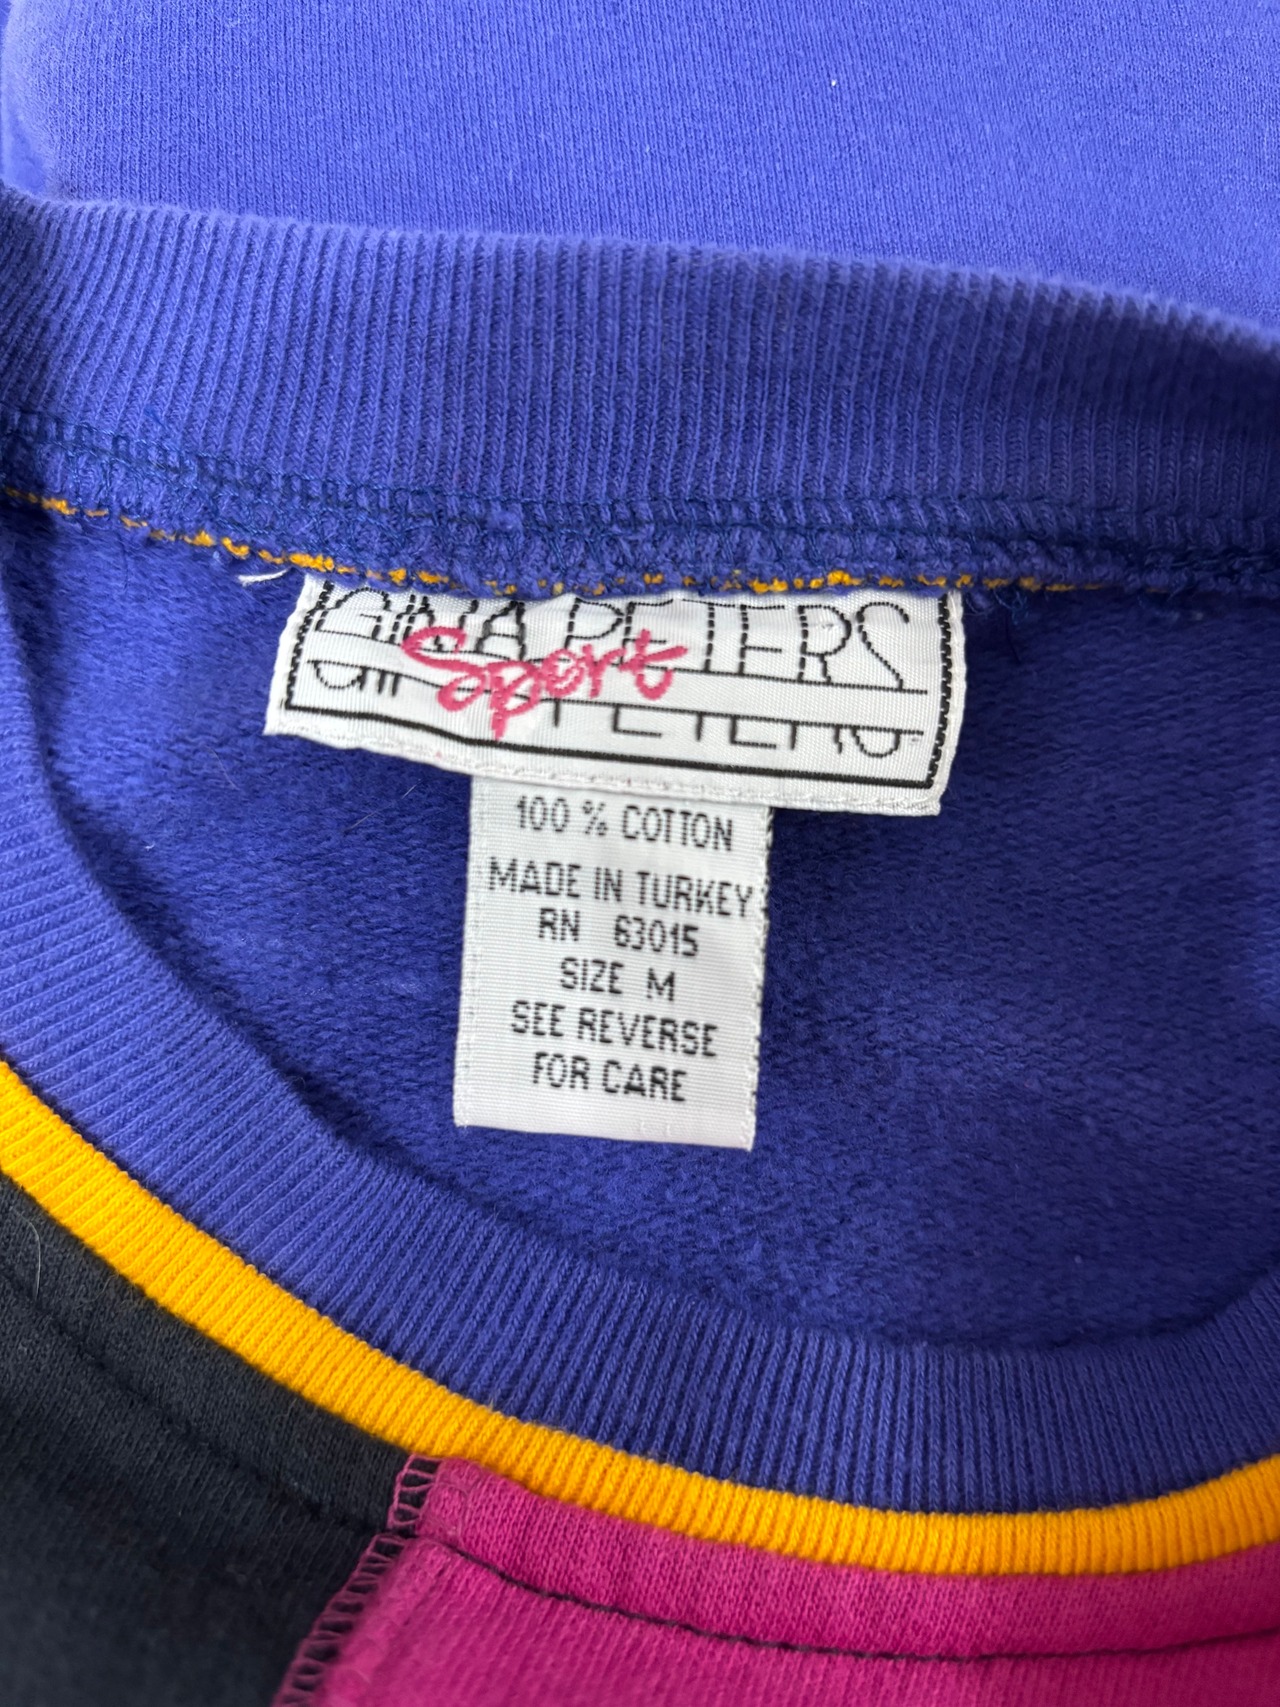 GINA PETERS
Sport
100 % COTTON
MADE IN TURKEY
RN 63015
SIZE M
SEE REVERSE
FOR CARE